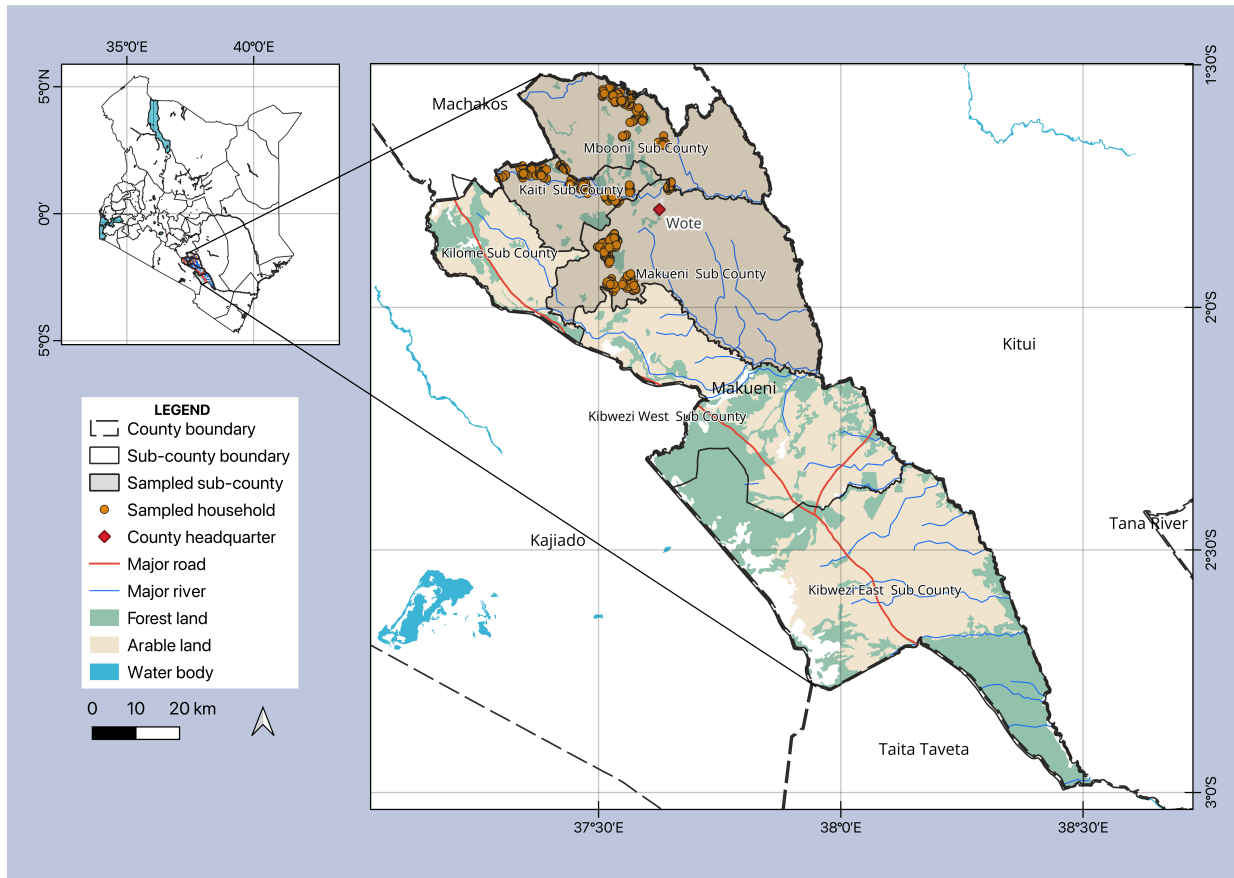 35°0'E
40°0'E
5°0'N
0°0'
5°0'S
LEGEND
County boundary
Sub-county boundary
Sampled sub-county
Sampled household
County headquarter
Major road
Major river
Forest land
Arable land
Water body
0 10 20 km
Machakos
Mbooni Sub County
Kaiti Sub County
Wote
Kilome Sub County
Makueni Sub County
Kitui
Makueni
Kibwezi West Sub County
Tana River
Kajiado
Kibwezi East Sub County
Taita Taveta
1°30'S
2°0'S
2°30'S
3°0'S
37°30'E
38°0'E
38°30'E